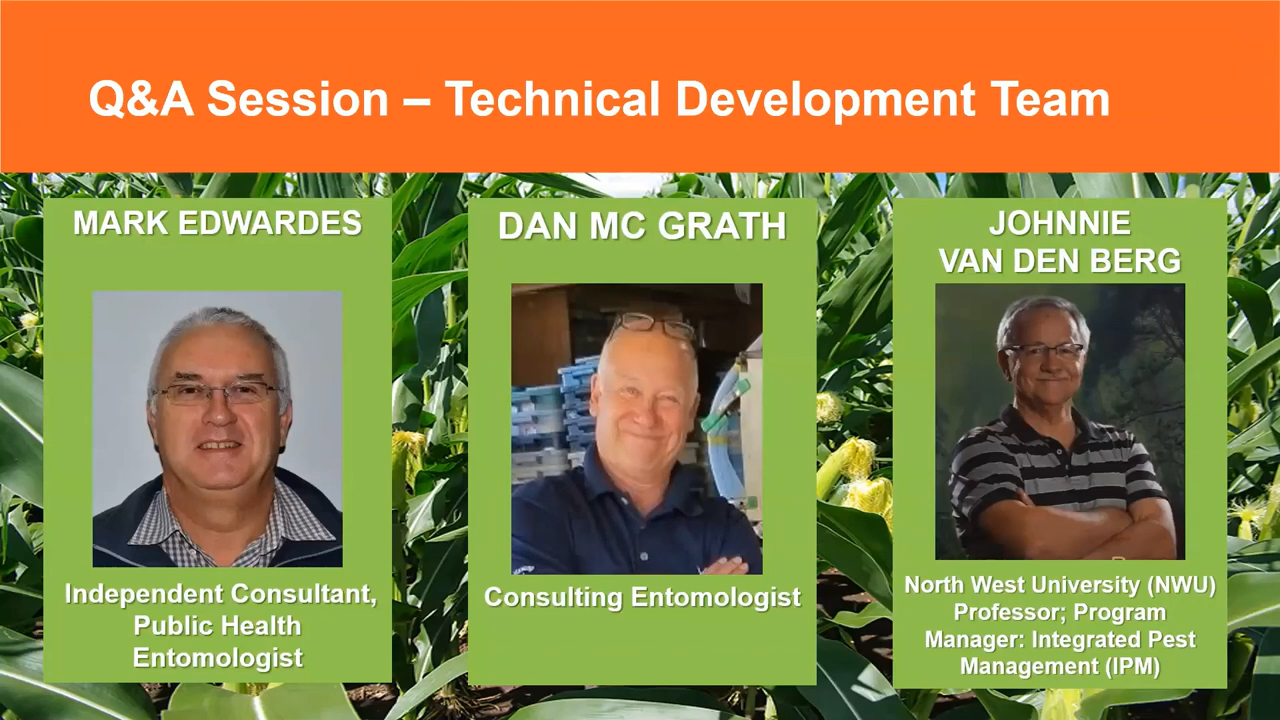 Q&A Session – Technical Development Team
MARK EDWARDES
Independent Consultant,
Public Health
Entomologist
DAN MC GRATH
Consulting Entomologist
JOHNNIE
VAN DEN BERG
North West University (NWU)
Professor; Program
Manager: Integrated Pest
Management (IPM)